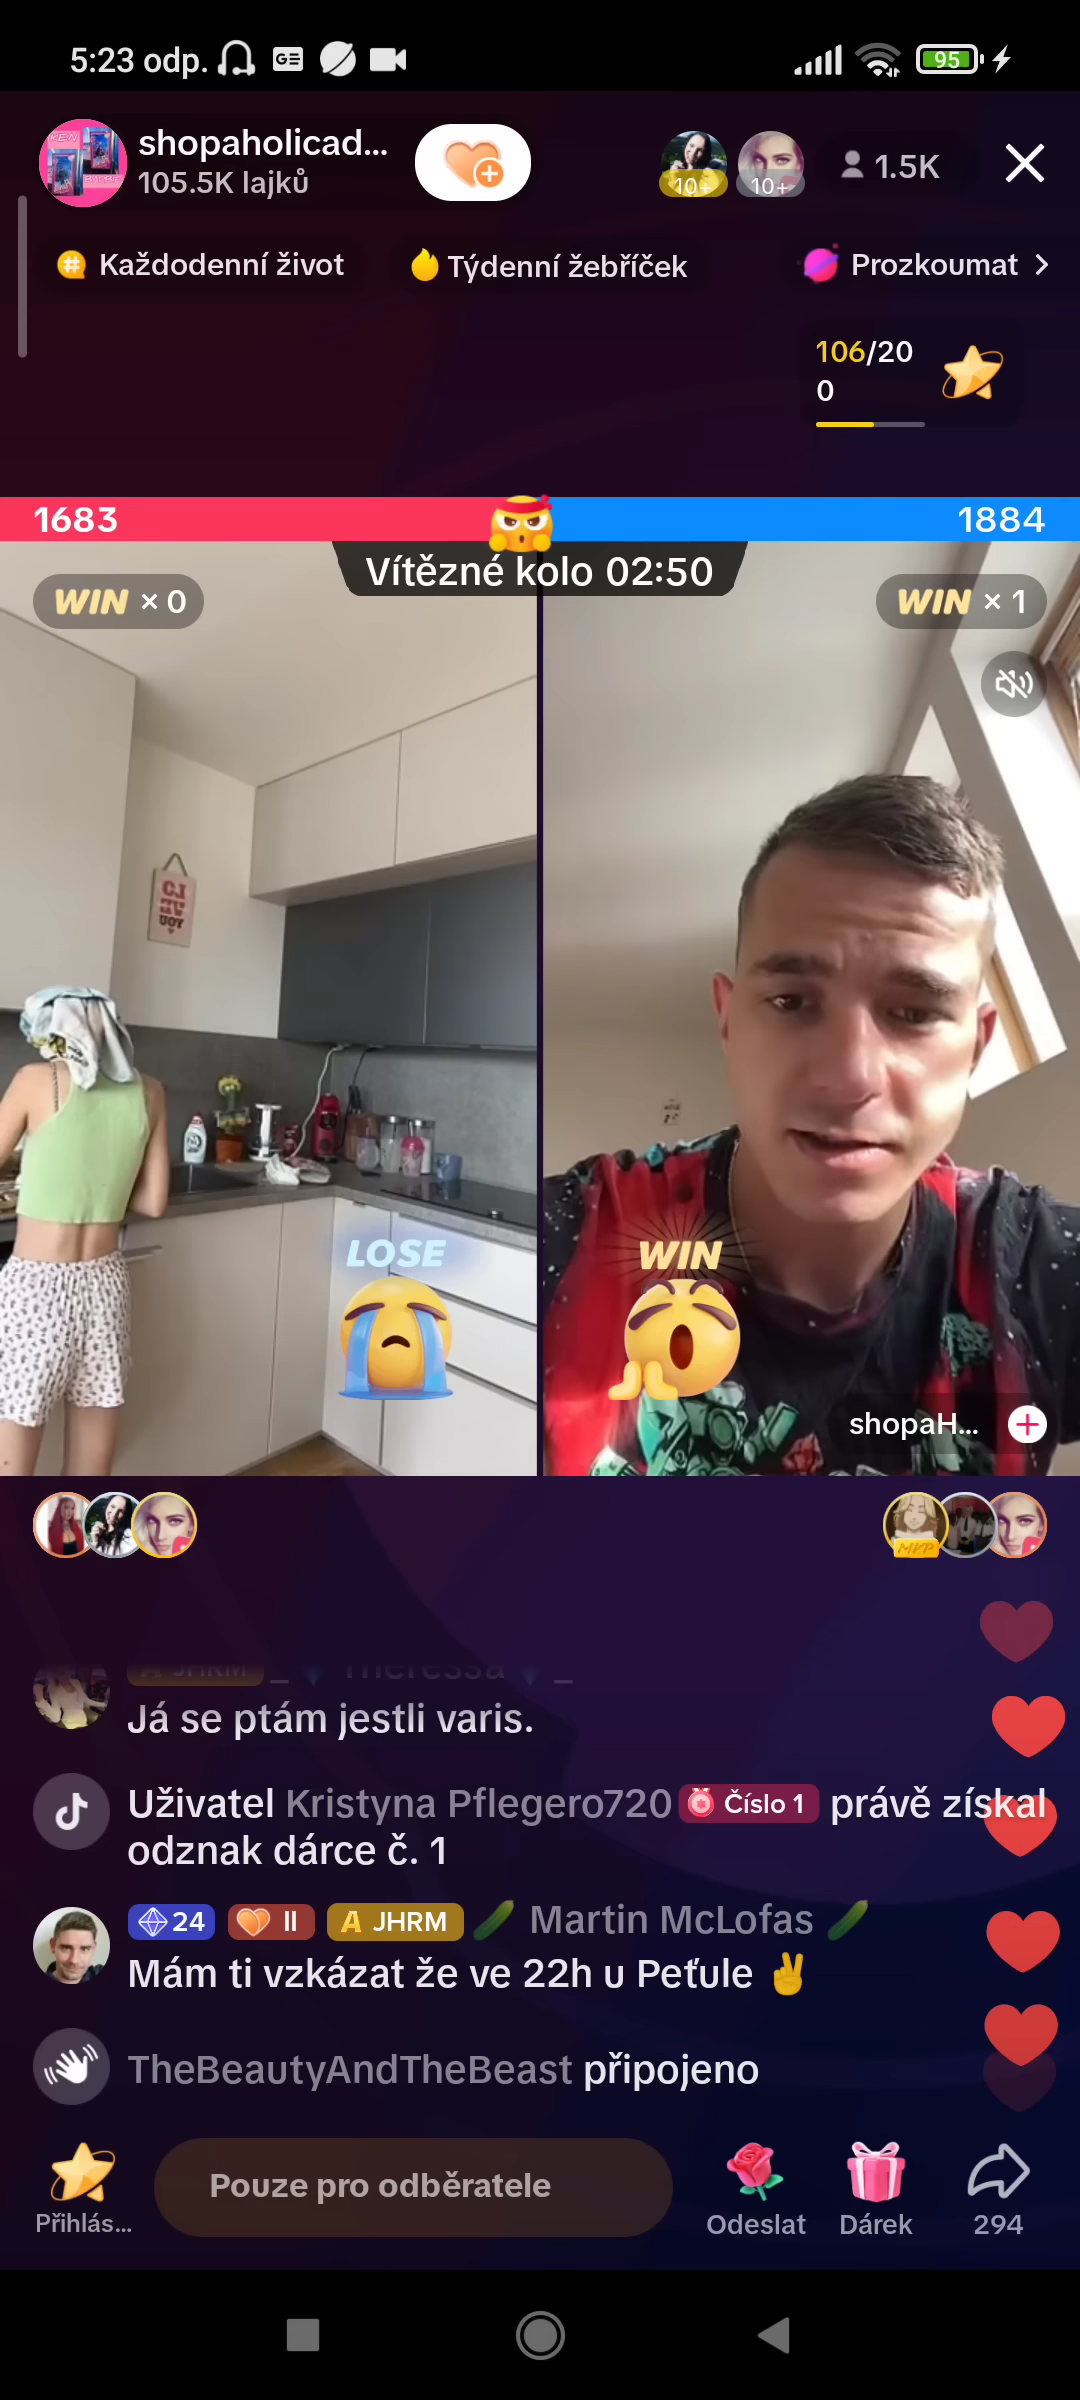 5:23 odp.
95
shopaholicad...
105.5K lajků
10+
10+
1.5K
Každodenní život
Týdenní žebříček
Prozkoumat
106/20
0
1683
1884
Vítězné kolo 02:50
WIN × 0
WIN × 1
LOSE
WIN
shopaH...
MVP
A JHRM _ Theressa _
Já se ptám jestli varis.
Uživatel Kristyna Pflegero720 Číslo 1 právě získal
odznak dárce č. 1
24 II A JHRM Martin McLofas
Mám ti vzkázat že ve 22h u Peťule
TheBeautyAndTheBeast připojeno
Přihlás...
Pouze pro odběratele
Odeslat
Dárek
294